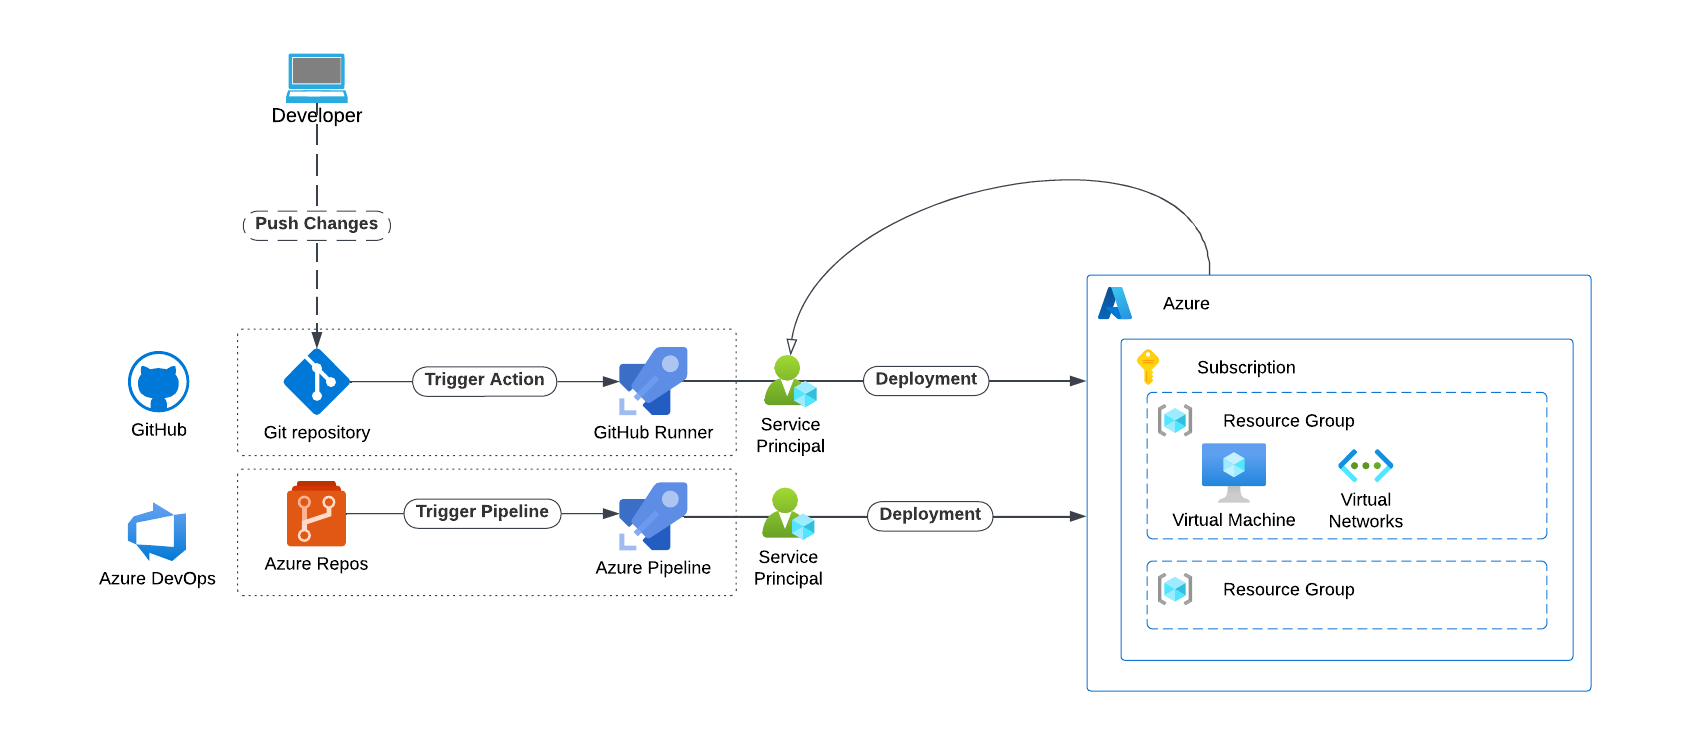 Developer
Push Changes
Azure
Subscription
Resource Group
Virtual Machine
Virtual
Networks
Resource Group
GitHub
Git repository
Trigger Action
GitHub Runner
Service
Principal
Deployment
Azure DevOps
Azure Repos
Trigger Pipeline
Azure Pipeline
Service
Principal
Deployment